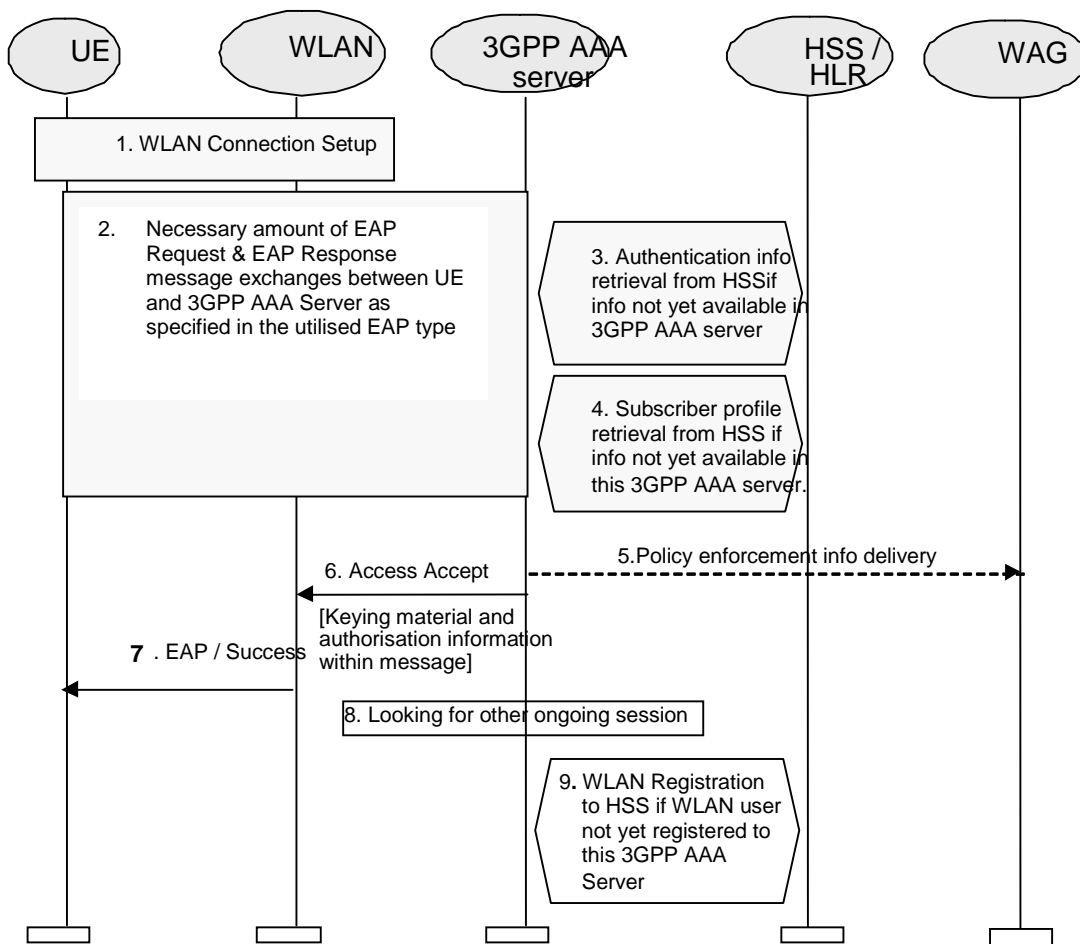 UE
WLAN
3GPP AAA
server
HSS /
HLR
WAG
1. WLAN Connection Setup
2. Necessary amount of EAP
Request & EAP Response
message exchanges between UE
and 3GPP AAA Server as
specified in the utilised EAP type
3. Authentication info
retrieval from HSSif
info not yet available in
3GPP AAA server
4. Subscriber profile
retrieval from HSS if
info not yet available in
this 3GPP AAA server.
5.Policy enforcement info delivery
6. Access Accept
[Keying material and
authorisation information
within message]
7 . EAP / Success
8. Looking for other ongoing session
9. WLAN Registration
to HSS if WLAN user
not yet registered to
this 3GPP AAA
Server